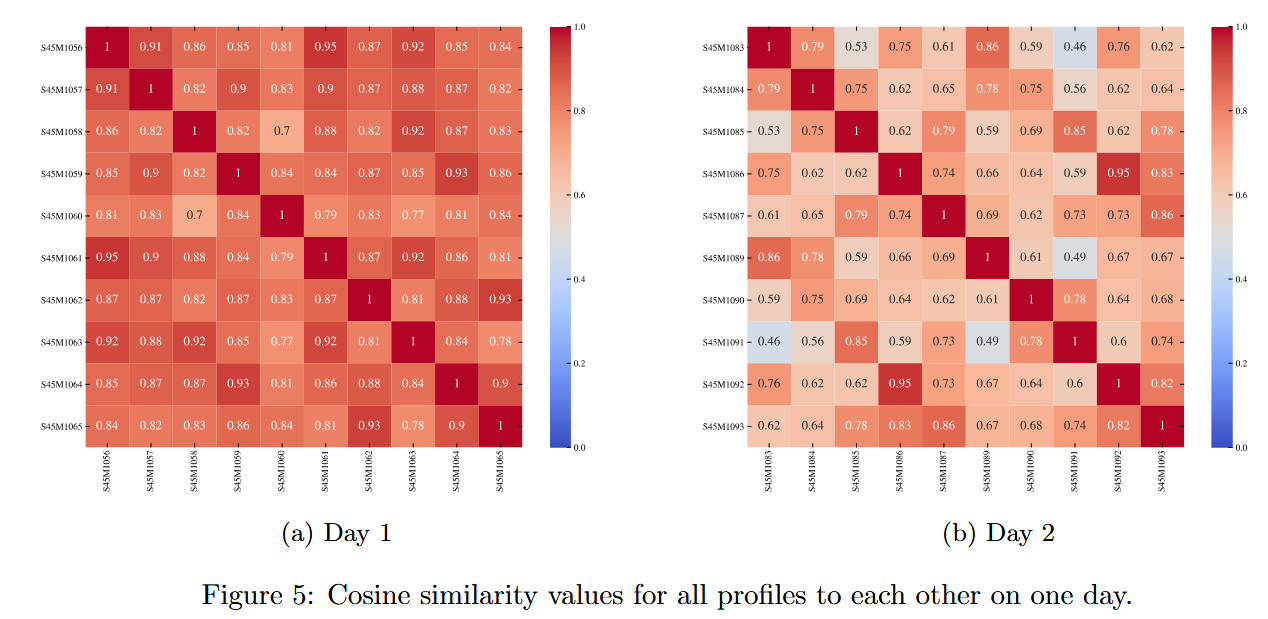 S45M1056 1 0.91 0.86 0.85 0.81 0.95 0.87 0.92 0.85 0.84
S45M1057 0.91 1 0.82 0.9 0.83 0.9 0.87 0.88 0.87 0.82
S45M1058 0.86 0.82 1 0.82 0.7 0.88 0.82 0.92 0.87 0.83
S45M1059 0.85 0.9 0.82 1 0.84 0.84 0.87 0.85 0.93 0.86
S45M1060 0.81 0.83 0.7 0.84 1 0.79 0.83 0.77 0.81 0.84
S45M1061 0.95 0.9 0.88 0.84 0.79 1 0.87 0.92 0.86 0.81
S45M1062 0.87 0.87 0.82 0.87 0.83 0.87 1 0.81 0.88 0.93
S45M1063 0.92 0.88 0.92 0.85 0.77 0.92 0.81 1 0.84 0.78
S45M1064 0.85 0.87 0.87 0.93 0.81 0.86 0.88 0.84 1 0.9
S45M1065 0.84 0.82 0.83 0.86 0.84 0.81 0.93 0.78 0.9 1
S45M1056 S45M1057 S45M1058 S45M1059 S45M1060 S45M1061 S45M1062 S45M1063 S45M1064 S45M1065
1.0
0.8
0.6
0.4
0.2
0.0
(a) Day 1
S45M1083 1 0.79 0.53 0.75 0.61 0.86 0.59 0.46 0.76 0.62
S45M1084 0.79 1 0.75 0.62 0.65 0.78 0.75 0.56 0.62 0.64
S45M1085 0.53 0.75 1 0.62 0.79 0.59 0.69 0.85 0.62 0.78
S45M1086 0.75 0.62 0.62 1 0.74 0.66 0.64 0.59 0.95 0.83
S45M1087 0.61 0.65 0.79 0.74 1 0.69 0.62 0.73 0.73 0.86
S45M1089 0.86 0.78 0.59 0.66 0.69 1 0.61 0.49 0.67 0.67
S45M1090 0.59 0.75 0.69 0.64 0.62 0.61 1 0.78 0.64 0.68
S45M1091 0.46 0.56 0.85 0.59 0.73 0.49 0.78 1 0.6 0.74
S45M1092 0.76 0.62 0.62 0.95 0.73 0.67 0.64 0.6 1 0.82
S45M1093 0.62 0.64 0.78 0.83 0.86 0.67 0.68 0.74 0.82 1
S45M1083 S45M1084 S45M1085 S45M1086 S45M1087 S45M1089 S45M1090 S45M1091 S45M1092 S45M1093
1.0
0.8
0.6
0.4
0.2
0.0
(b) Day 2
Figure 5: Cosine similarity values for all profiles to each other on one day.